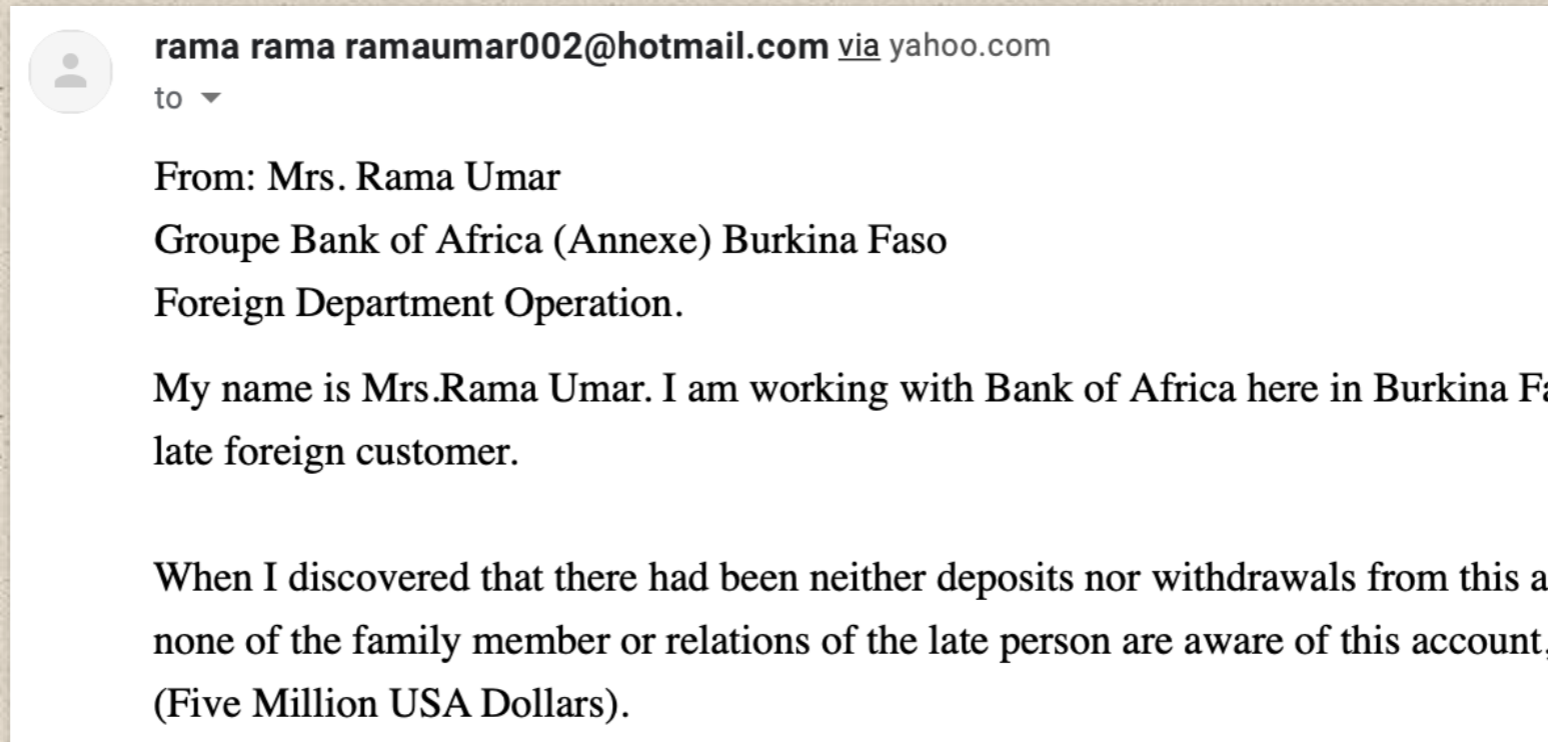 rama rama ramaumar002@hotmail.com via yahoo.com
to
From: Mrs. Rama Umar
Groupe Bank of Africa (Annexe) Burkina Faso
Foreign Department Operation.
My name is Mrs.Rama Umar. I am working with Bank of Africa here in Burkina
late foreign customer.
When I discovered that there had been neither deposits nor withdrawals from this
none of the family member or relations of the late person are aware of this account,
(Five Million USA Dollars).